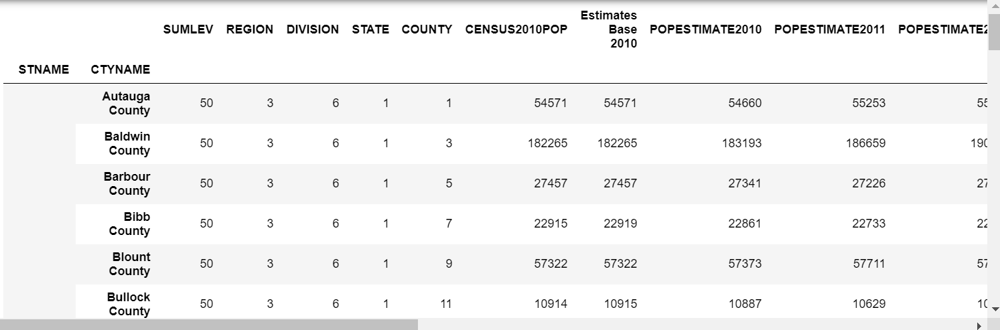 SUMLEV REGION DIVISION STATE COUNTY CENSUS2010POP Estimates Base 2010 POPESTIMATE2010 POPESTIMATE2011 POPESTIMATE2
STNAME CTYNAME
Autauga County 50 3 6 1 1 54571 54571 54660 55253 55
Baldwin County 50 3 6 1 3 182265 182265 183193 186659 190
Barbour County 50 3 6 1 5 27457 27457 27341 27226 27
Bibb County 50 3 6 1 7 22915 22919 22861 22733 22
Blount County 50 3 6 1 9 57322 57322 57373 57711 57
Bullock County 50 3 6 1 11 10914 10915 10887 10629 10